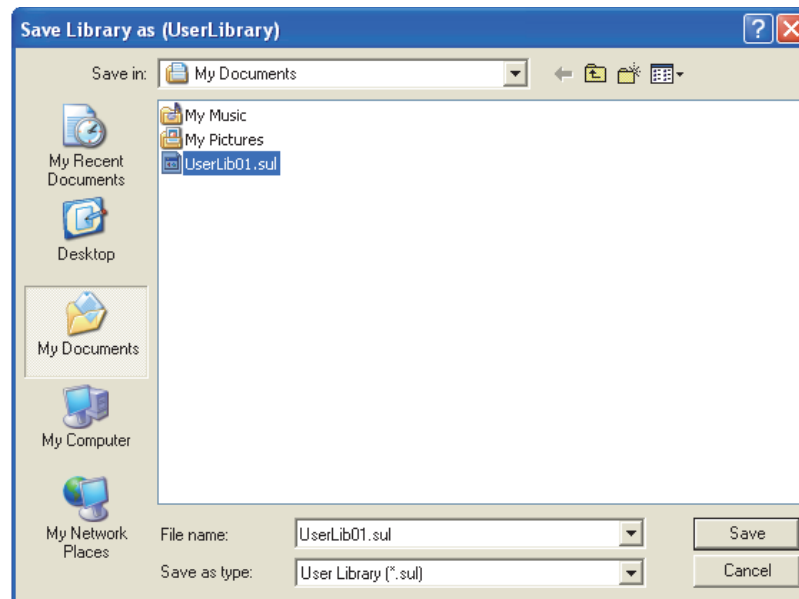 Save Library as (UserLibrary)
Save in:
My Documents
My Music
My Pictures
UserLib01.sul
My Recent
Documents
Desktop
My Documents
My Computer
My Network
Places
File name:
UserLib01.sul
Save
Save as type:
User Library (*.sul)
Cancel